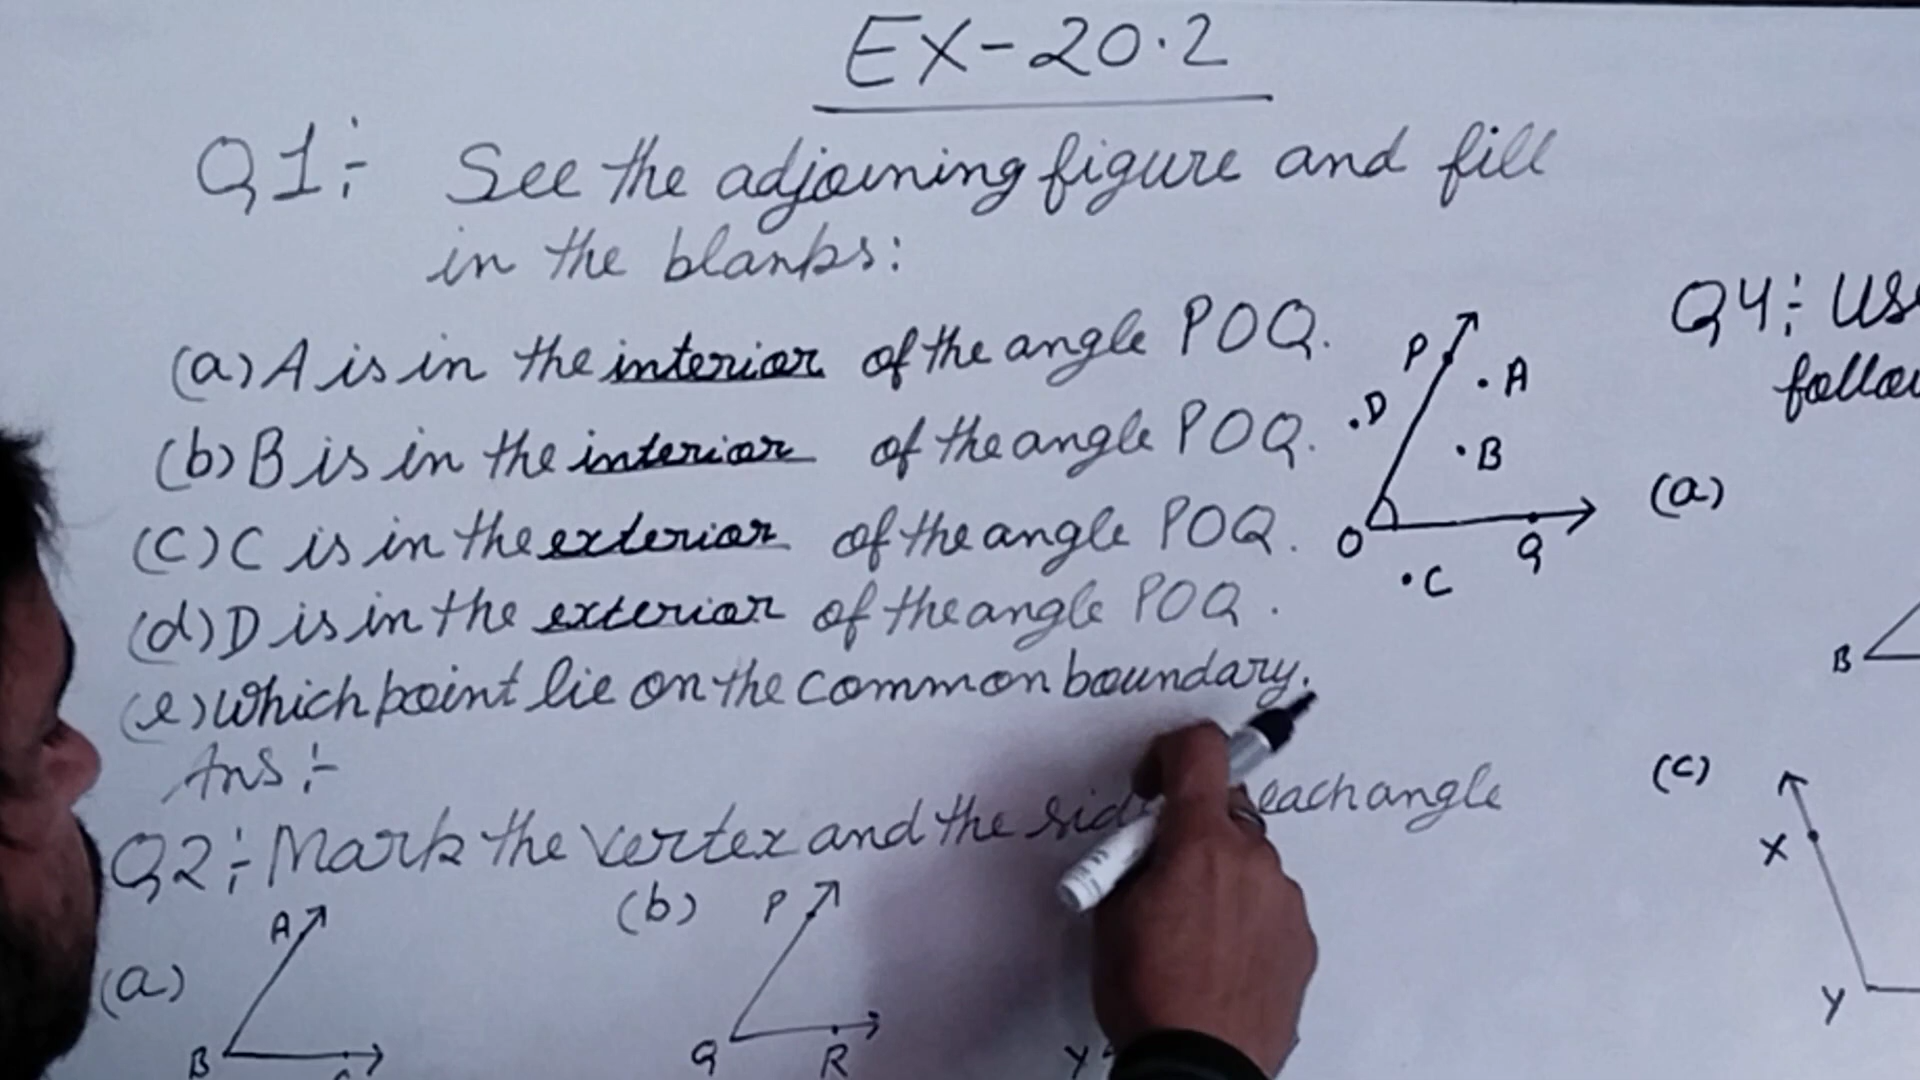 EX-20.2
Q1:- See the adjoining figure and fill
in the blanks:
(a) A is in the interior of the angle POQ.
(b) B is in the interior of the angle POQ.
(c) C is in the exterior of the angle POQ.
(d) D is in the exterior of the angle POQ.
(e) Which point lie on the common boundary.
Ans:-
P
A
D
B
O
Q
C
Q2:- Mark the vertex and the each angle
(a)
A
B
(b)
P
Q
R
Y
Q4:-
(a)
B
(c)
X
Y